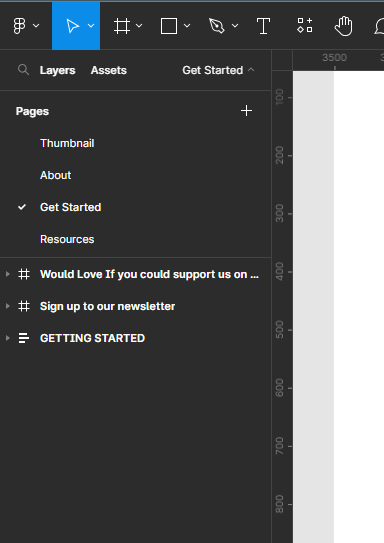 Layers Assets Get Started
3500
Pages
Thumbnail
About
Get Started
Resources
Would Love If you could support us on ...
Sign up to our newsletter
GETTING STARTED
100
200
300
400
500
600
700
800